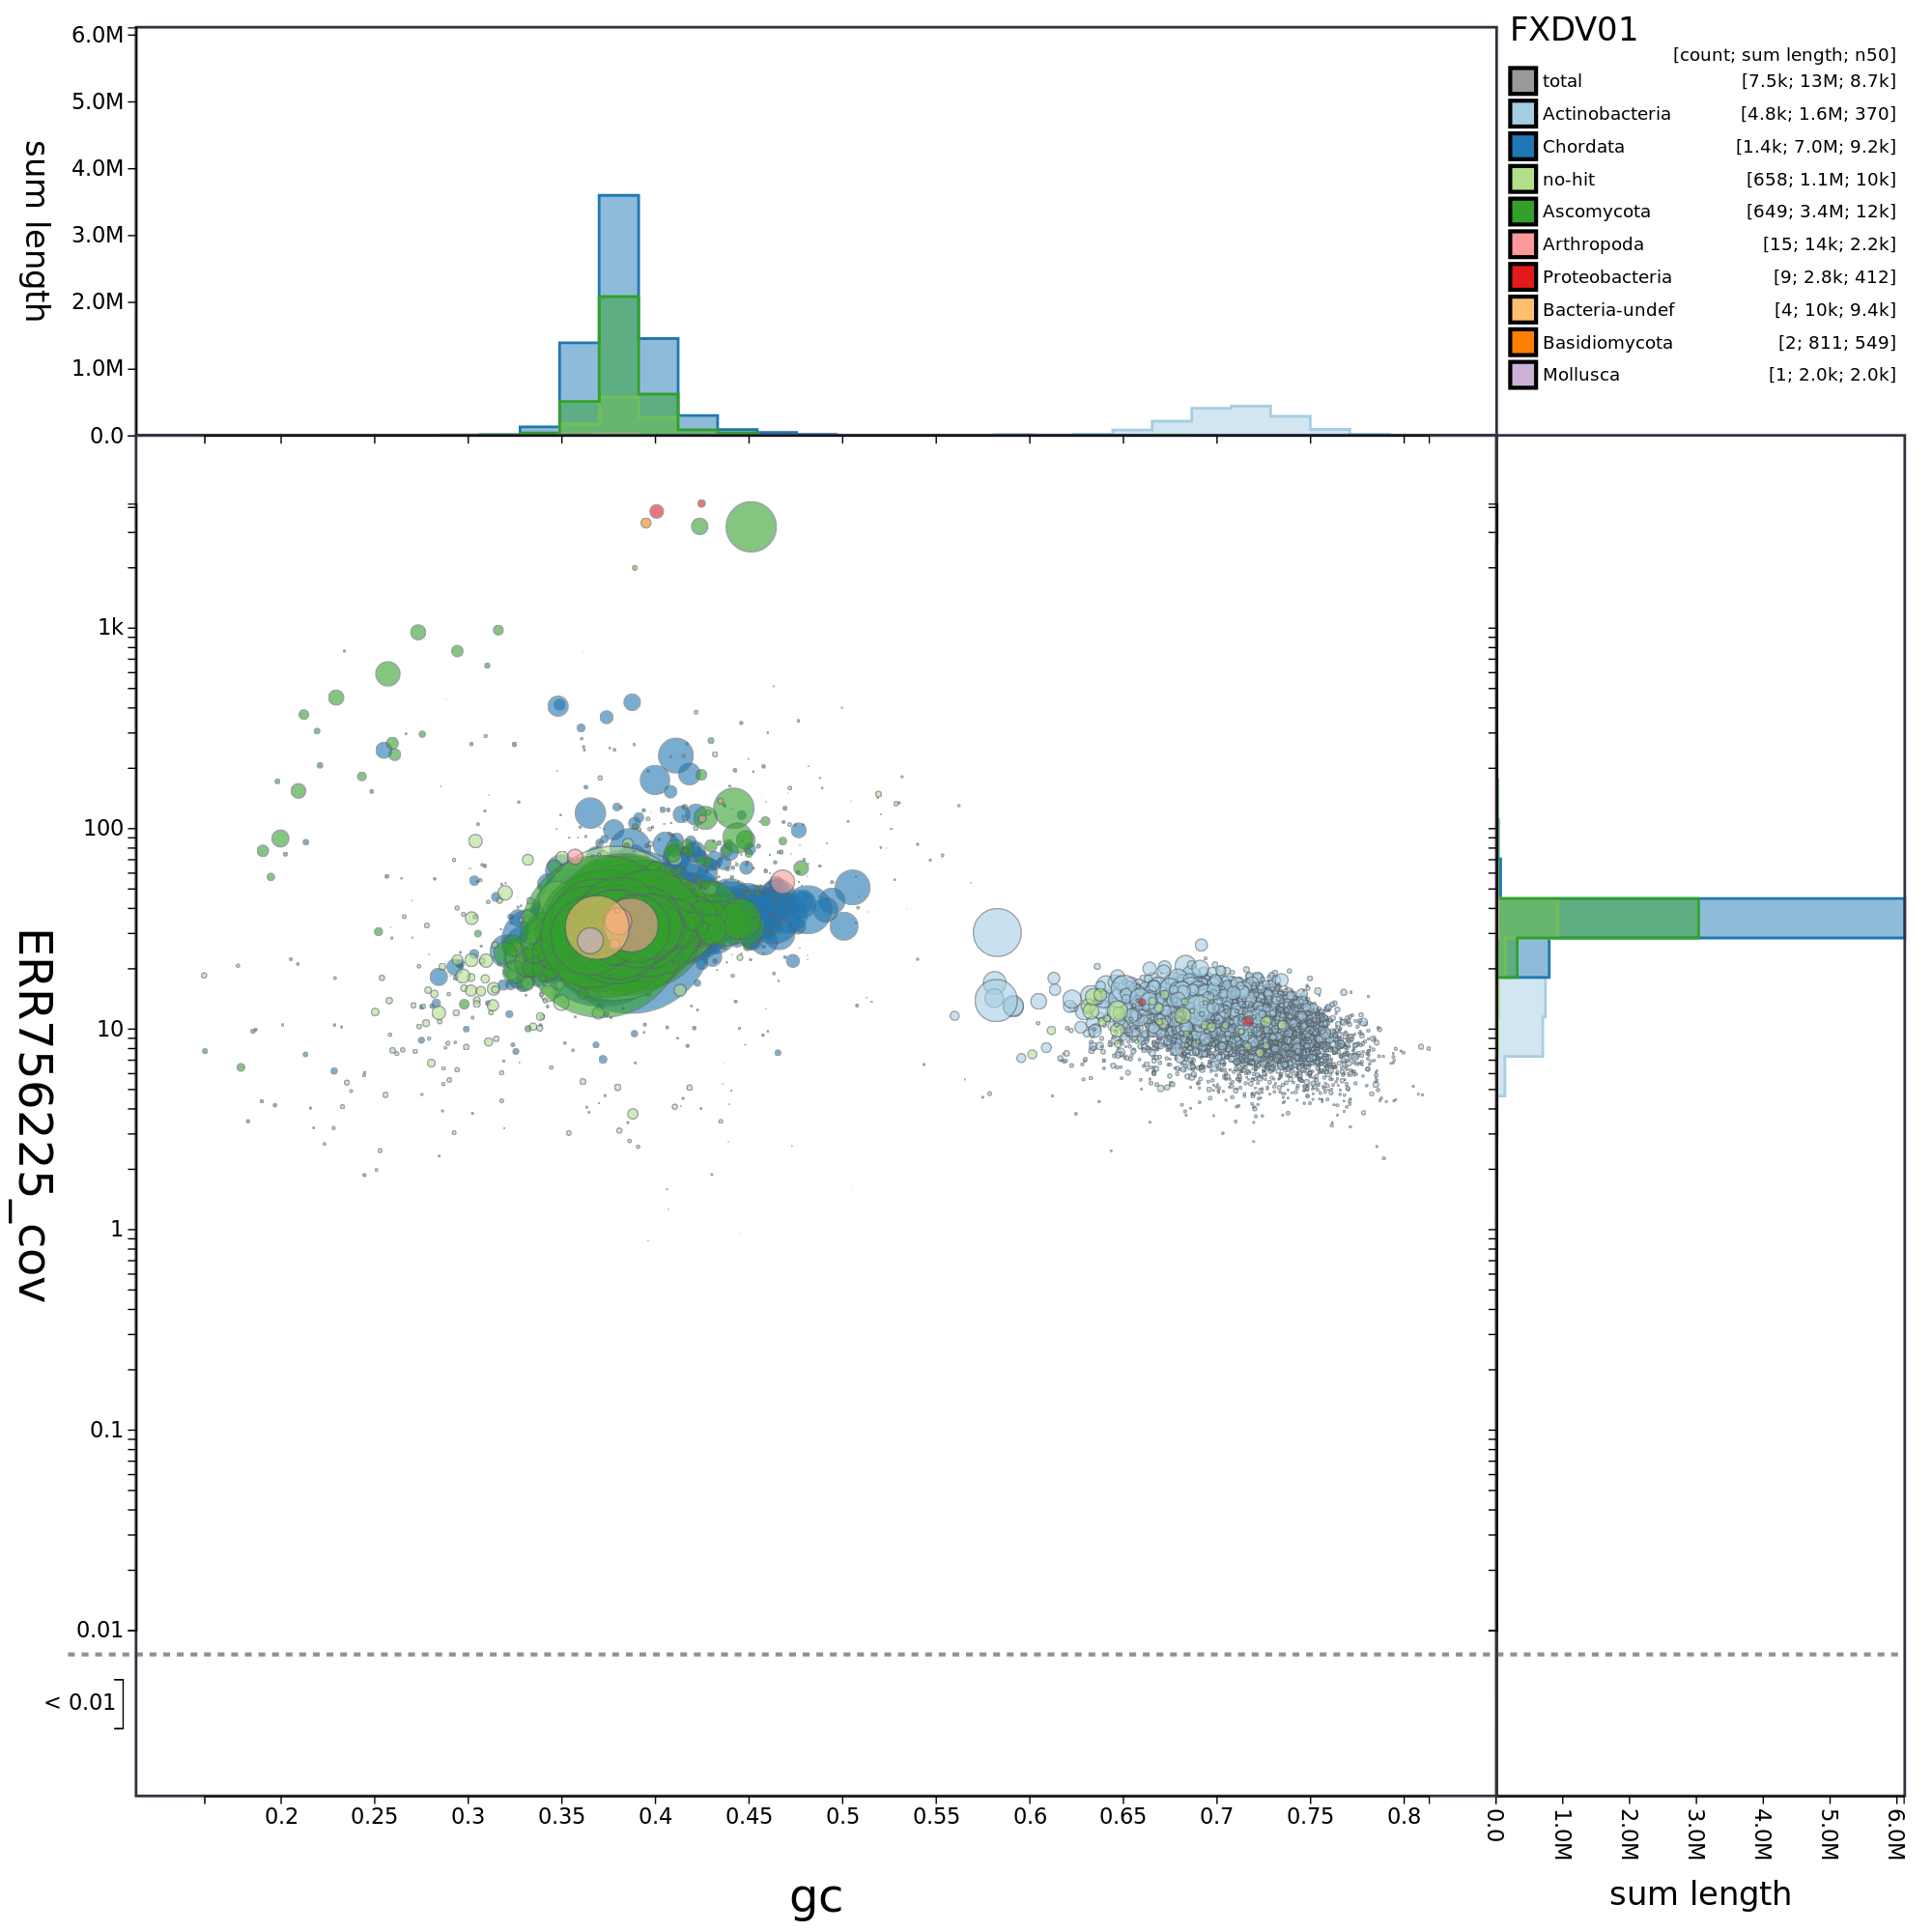 FXDV01
[count; sum length; n50]
total [7.5k; 13M; 8.7k]
Actinobacteria [4.8k; 1.6M; 370]
Chordata [1.4k; 7.0M; 9.2k]
no-hit [658; 1.1M; 10k]
Ascomycota [649; 3.4M; 12k]
Arthropoda [15; 14k; 2.2k]
Proteobacteria [9; 2.8k; 412]
Bacteria-undef [4; 10k; 9.4k]
Basidiomycota [2; 811; 549]
Mollusca [1; 2.0k; 2.0k]
sum length
6.0M
5.0M
4.0M
3.0M
2.0M
1.0M
0.0
ERR756225_cov
1k
100
10
1
0.1
0.01
< 0.01
0.2 0.25 0.3 0.35 0.4 0.45 0.5 0.55 0.6 0.65 0.7 0.75 0.8
gc
0.0 1.0M 2.0M 3.0M 4.0M 5.0M 6.0M
sum length